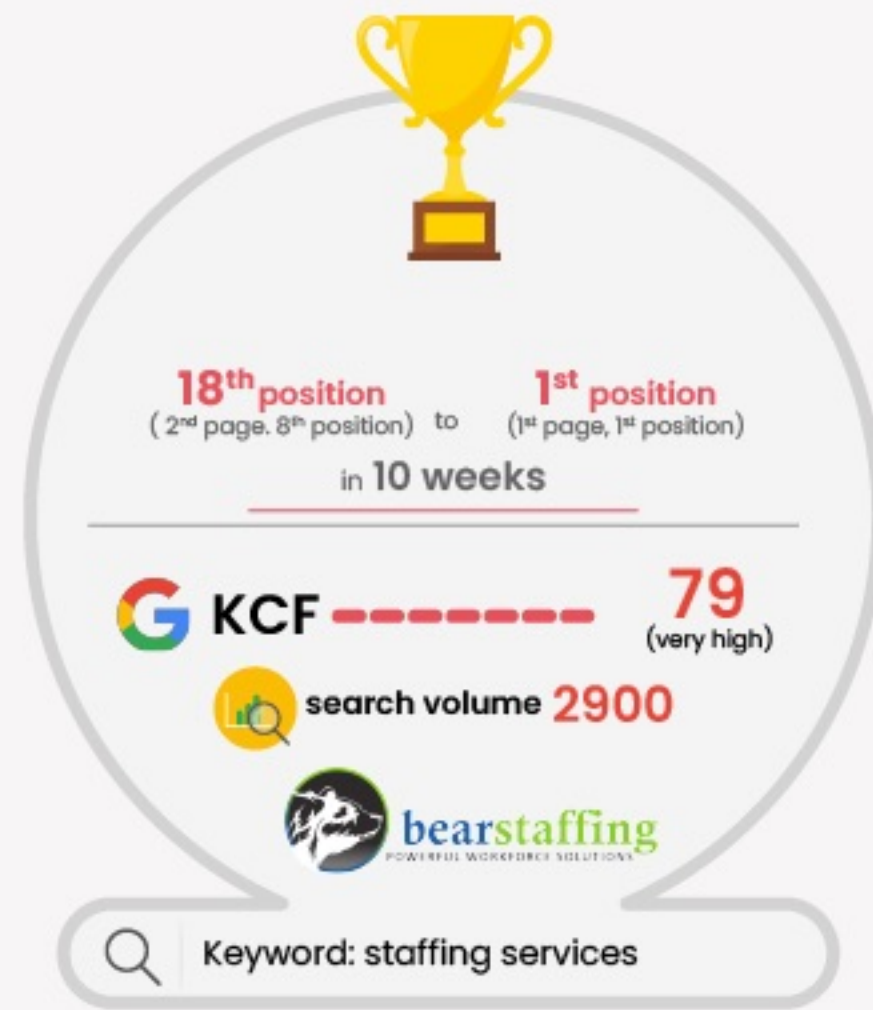 18th position 1st position
( 2nd page. 8th position) to (1st page, 1st position)
in 10 weeks
G KCF 79
(very high)
search volume 2900
bearstaffing
POWERFUL WORKFORCE SOLUTIONS
Keyword: staffing services